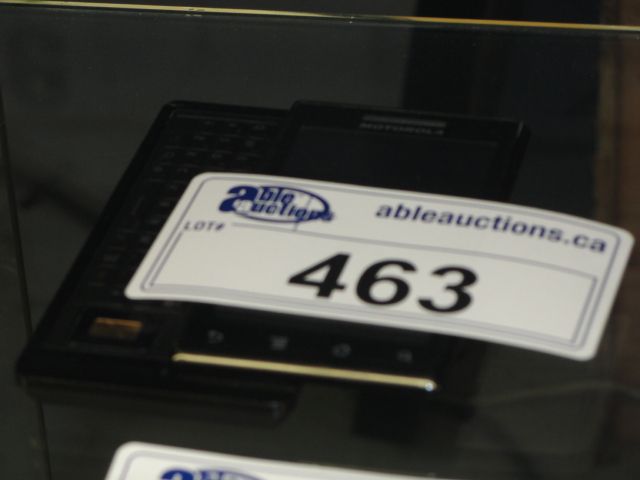 MOTOROLA
able auctions
ableauctions.ca
LOT#
463